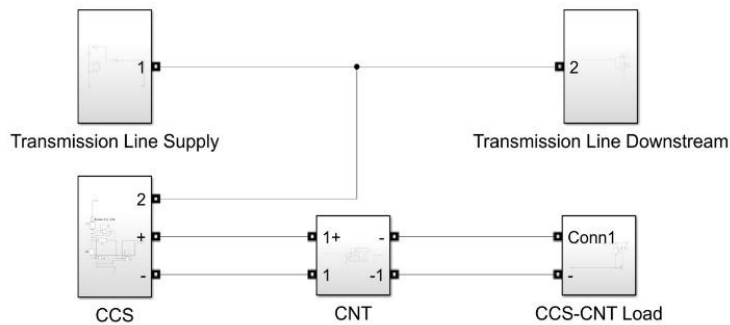 1
2
Transmission Line Supply
Transmission Line Downstream
2
+
1+
-
Conn1
-
1
-1
-
CCS
CNT
CCS-CNT Load